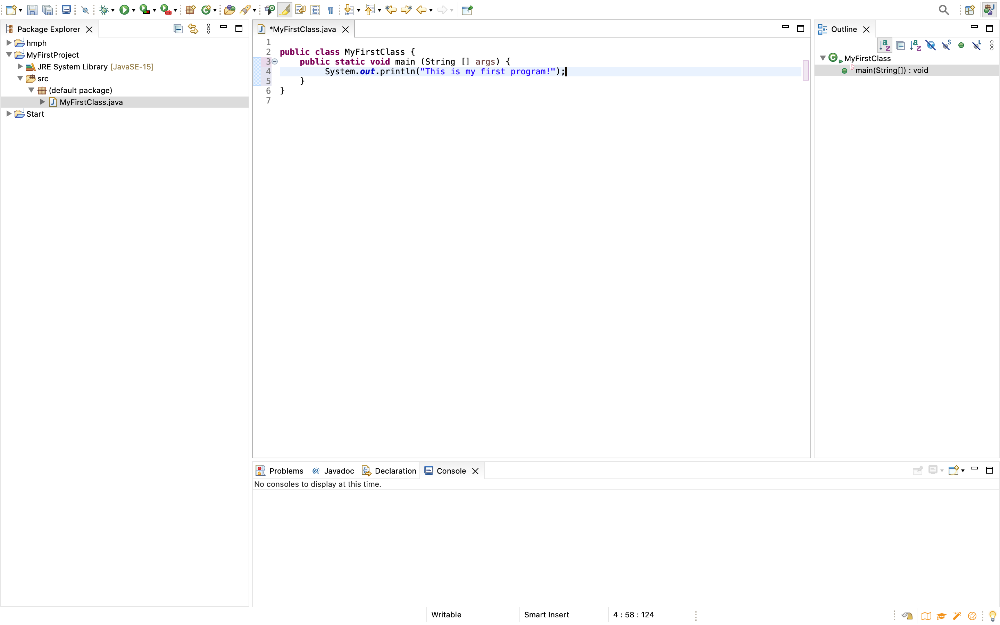 Package Explorer
hmph
MyFirstProject
JRE System Library [JavaSE-15]
src
(default package)
MyFirstClass.java
Start
*MyFirstClass.java
1
2 public class MyFirstClass {
3 public static void main (String [] args) {
4 System.out.println("This is my first program!");
5 }
6 }
7
Outline
MyFirstClass
main(String[]) : void
Problems @ Javadoc Declaration Console
No consoles to display at this time.
Writable Smart Insert 4 : 58 : 124